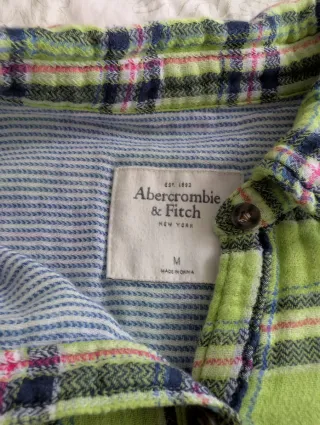 EST. 1892
Abercrombie
& Fitch
NEW YORK
M
MADE IN CHINA